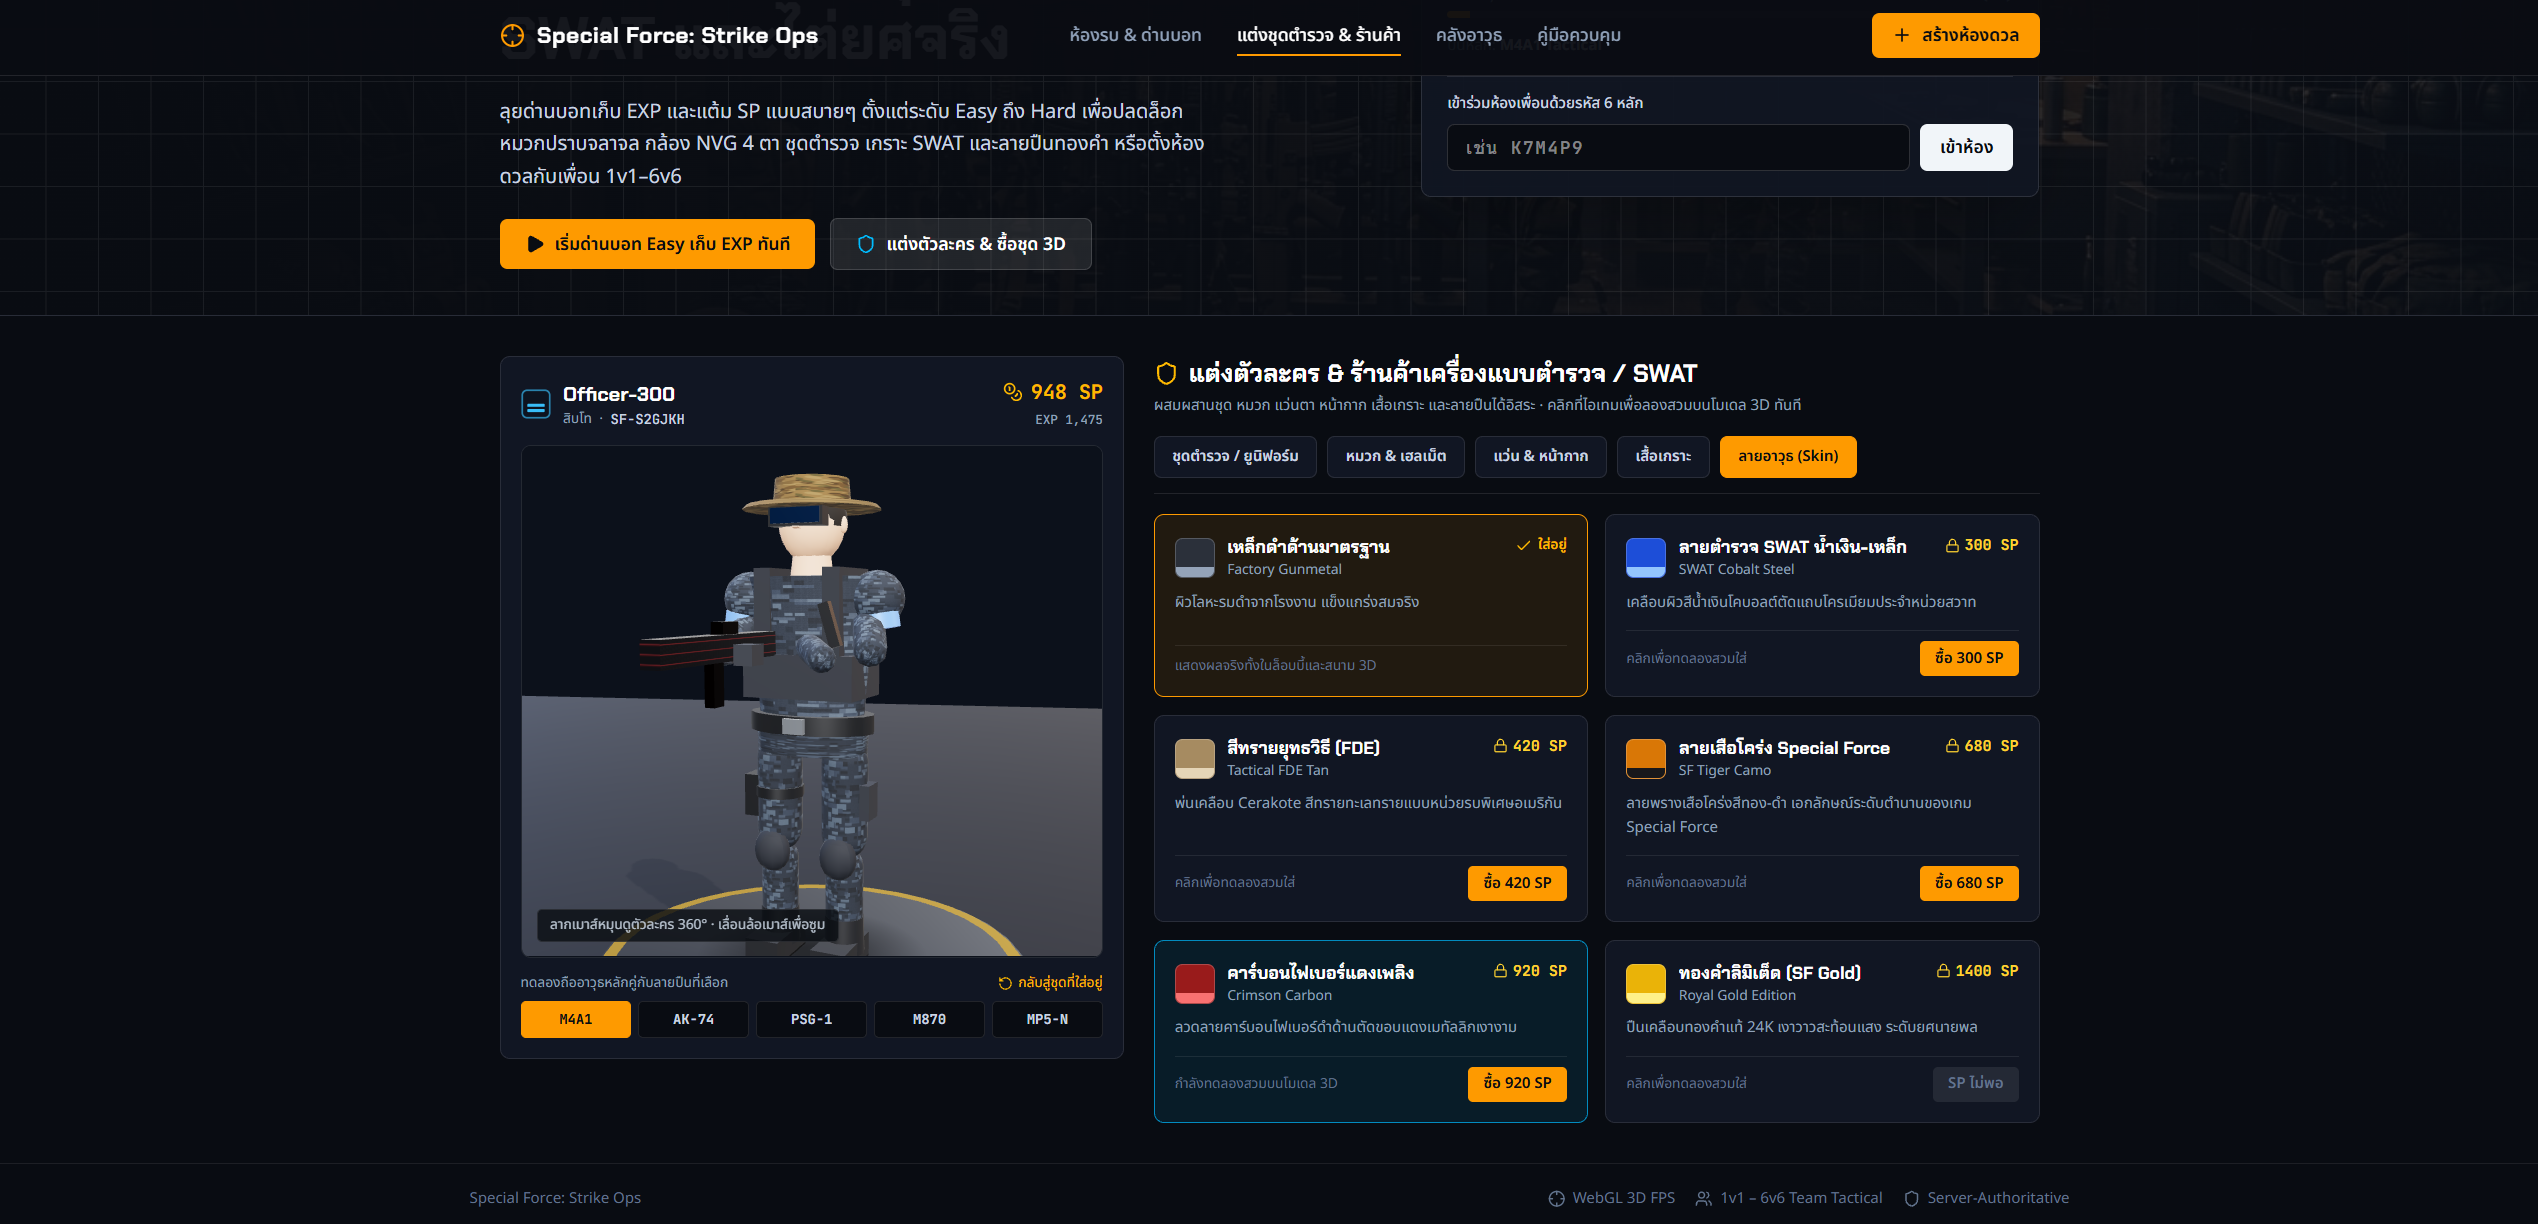 Special Force: Strike Ops
ห้องรบ & ด่านบอท
แต่งชุดตำรวจ & ร้านค้า
คลังอาวุธ
คู่มือควบคุม
สร้างห้องดวล
ลุยด่านบอทเก็บ EXP และแต้ม SP แบบสบายๆ ตั้งแต่ระดับ Easy ถึง Hard เพื่อปลดล็อก
หมวกปราบจลาจล กล้อง NVG 4 ตา ชุดตำรวจ เกราะ SWAT และลายปืนทองคำ หรือตั้งห้อง
ดวลกับเพื่อน 1v1–6v6
เริ่มด่านบอท Easy เก็บ EXP ทันที
แต่งตัวละคร & ซื้อชุด 3D
เข้าร่วมห้องเพื่อนด้วยรหัส 6 หลัก
เช่น K7M4P9
เข้าห้อง
Officer-300
สิบโท · SF-S2GJKH
948 SP
EXP 1,475
ลากเมาส์หมุนดูตัวละคร 360° · เลื่อนล้อเมาส์เพื่อซูม
ทดลองถืออาวุธหลักคู่กับลายปืนที่เลือก
กลับสู่ชุดที่ใส่อยู่
M4A1
AK-74
PSG-1
M870
MP5-N
แต่งตัวละคร & ร้านค้าเครื่องแบบตำรวจ / SWAT
ผสมผสานชุด หมวก แว่นตา หน้ากาก เสื้อเกราะ และลายปืนได้อิสระ · คลิกที่ไอเทมเพื่อลองสวมบนโมเดล 3D ทันที
ชุดตำรวจ / ยูนิฟอร์ม
หมวก & เฮลเม็ต
แว่น & หน้ากาก
เสื้อเกราะ
ลายอาวุธ (Skin)
เหล็กดำด้านมาตรฐาน
Factory Gunmetal
ใส่อยู่
ผิวโลหะรมดำจากโรงงาน แข็งแกร่งสมจริง
แสดงผลจริงทั้งในล็อบบี้และสนาม 3D
ลายตำรวจ SWAT น้ำเงิน-เหล็ก
SWAT Cobalt Steel
300 SP
เคลือบผิวสีน้ำเงินโคบอลต์ตัดแถบโครเมียมประจำหน่วยสวาท
คลิกเพื่อทดลองสวมใส่
ซื้อ 300 SP
สีทรายยุทธวิธี (FDE)
Tactical FDE Tan
420 SP
พ่นเคลือบ Cerakote สีทรายทะเลทรายแบบหน่วยรบพิเศษอเมริกัน
คลิกเพื่อทดลองสวมใส่
ซื้อ 420 SP
ลายเสือโคร่ง Special Force
SF Tiger Camo
680 SP
ลายพรางเสือโคร่งสีทอง-ดำ เอกลักษณ์ระดับตำนานของเกม
Special Force
คลิกเพื่อทดลองสวมใส่
ซื้อ 680 SP
คาร์บอนไฟเบอร์แดงเพลิง
Crimson Carbon
920 SP
ลวดลายคาร์บอนไฟเบอร์ดำด้านตัดขอบแดงเมทัลลิกเงางาม
กำลังทดลองสวมบนโมเดล 3D
ซื้อ 920 SP
ทองคำลิมิเต็ด (SF Gold)
Royal Gold Edition
1400 SP
ปืนเคลือบทองคำแท้ 24K เงาวาวสะท้อนแสง ระดับยศนายพล
คลิกเพื่อทดลองสวมใส่
SP ไม่พอ
Special Force: Strike Ops
WebGL 3D FPS
1v1 – 6v6 Team Tactical
Server-Authoritative